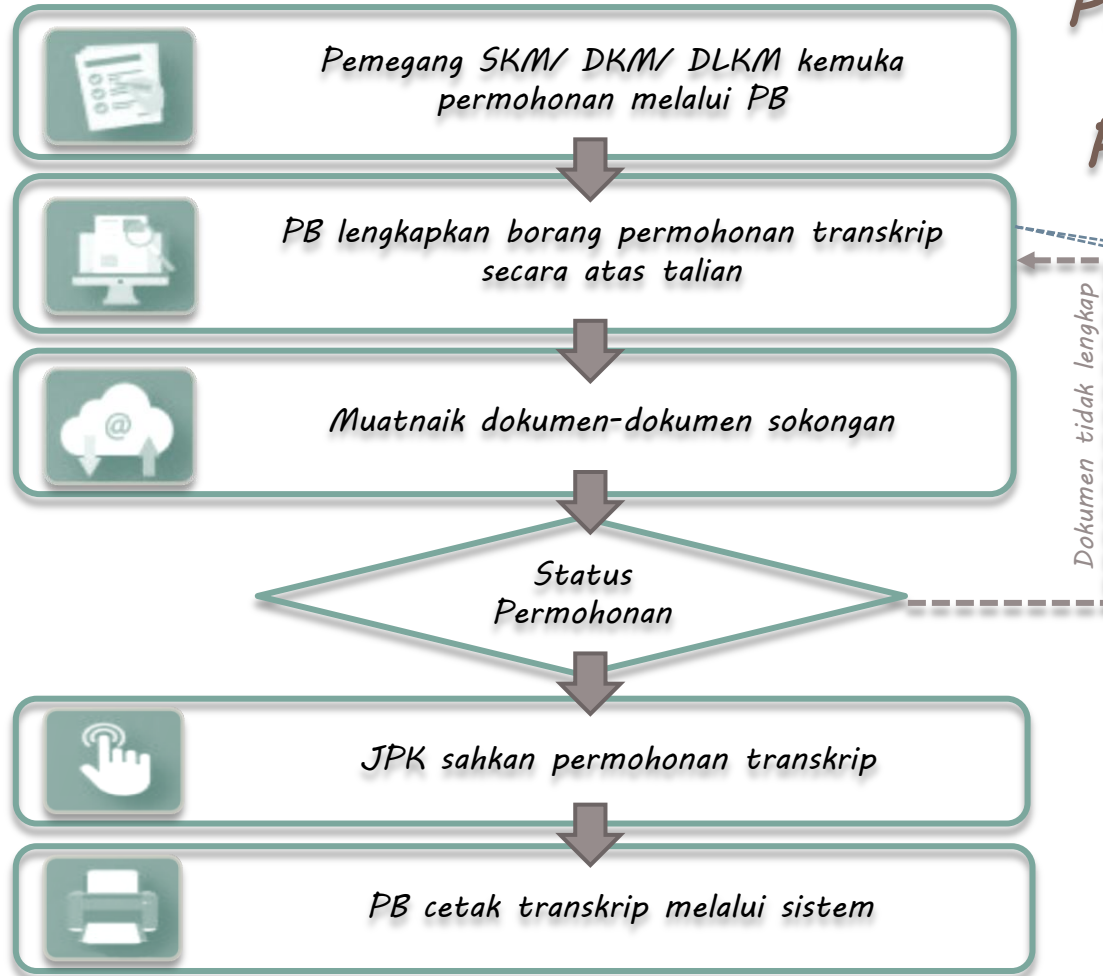 Pemegang SKM/ DKM/ DLKM kemuka
permohonan melalui PB
PB lengkapkan borang permohonan transkrip
secara atas talian
Dokumen tidak lengkap
Muatnaik dokumen-dokumen sokongan
@
Status
Permohonan
JPK sahkan permohonan transkrip
PB cetak transkrip melalui sistem